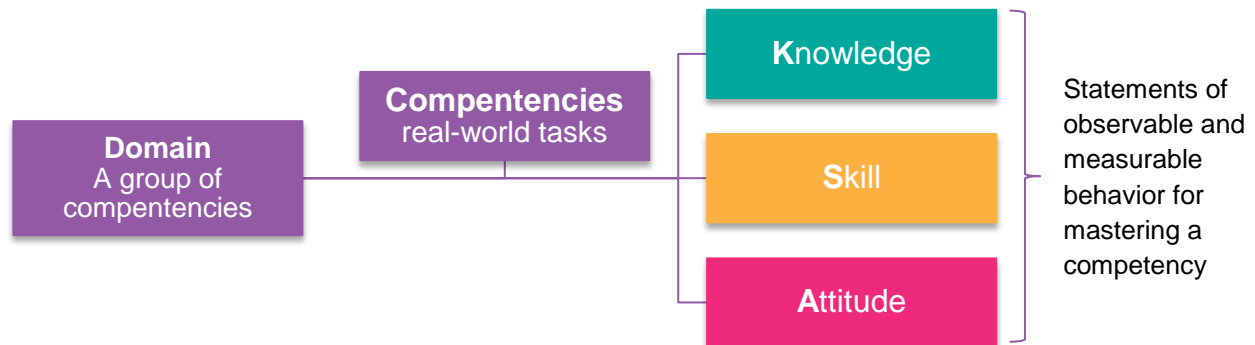 Domain
A group of
compentencies
Compentencies
real-world tasks
Knowledge
Skill
Attitude
Statements of
observable and
measurable
behavior for
mastering a
competency